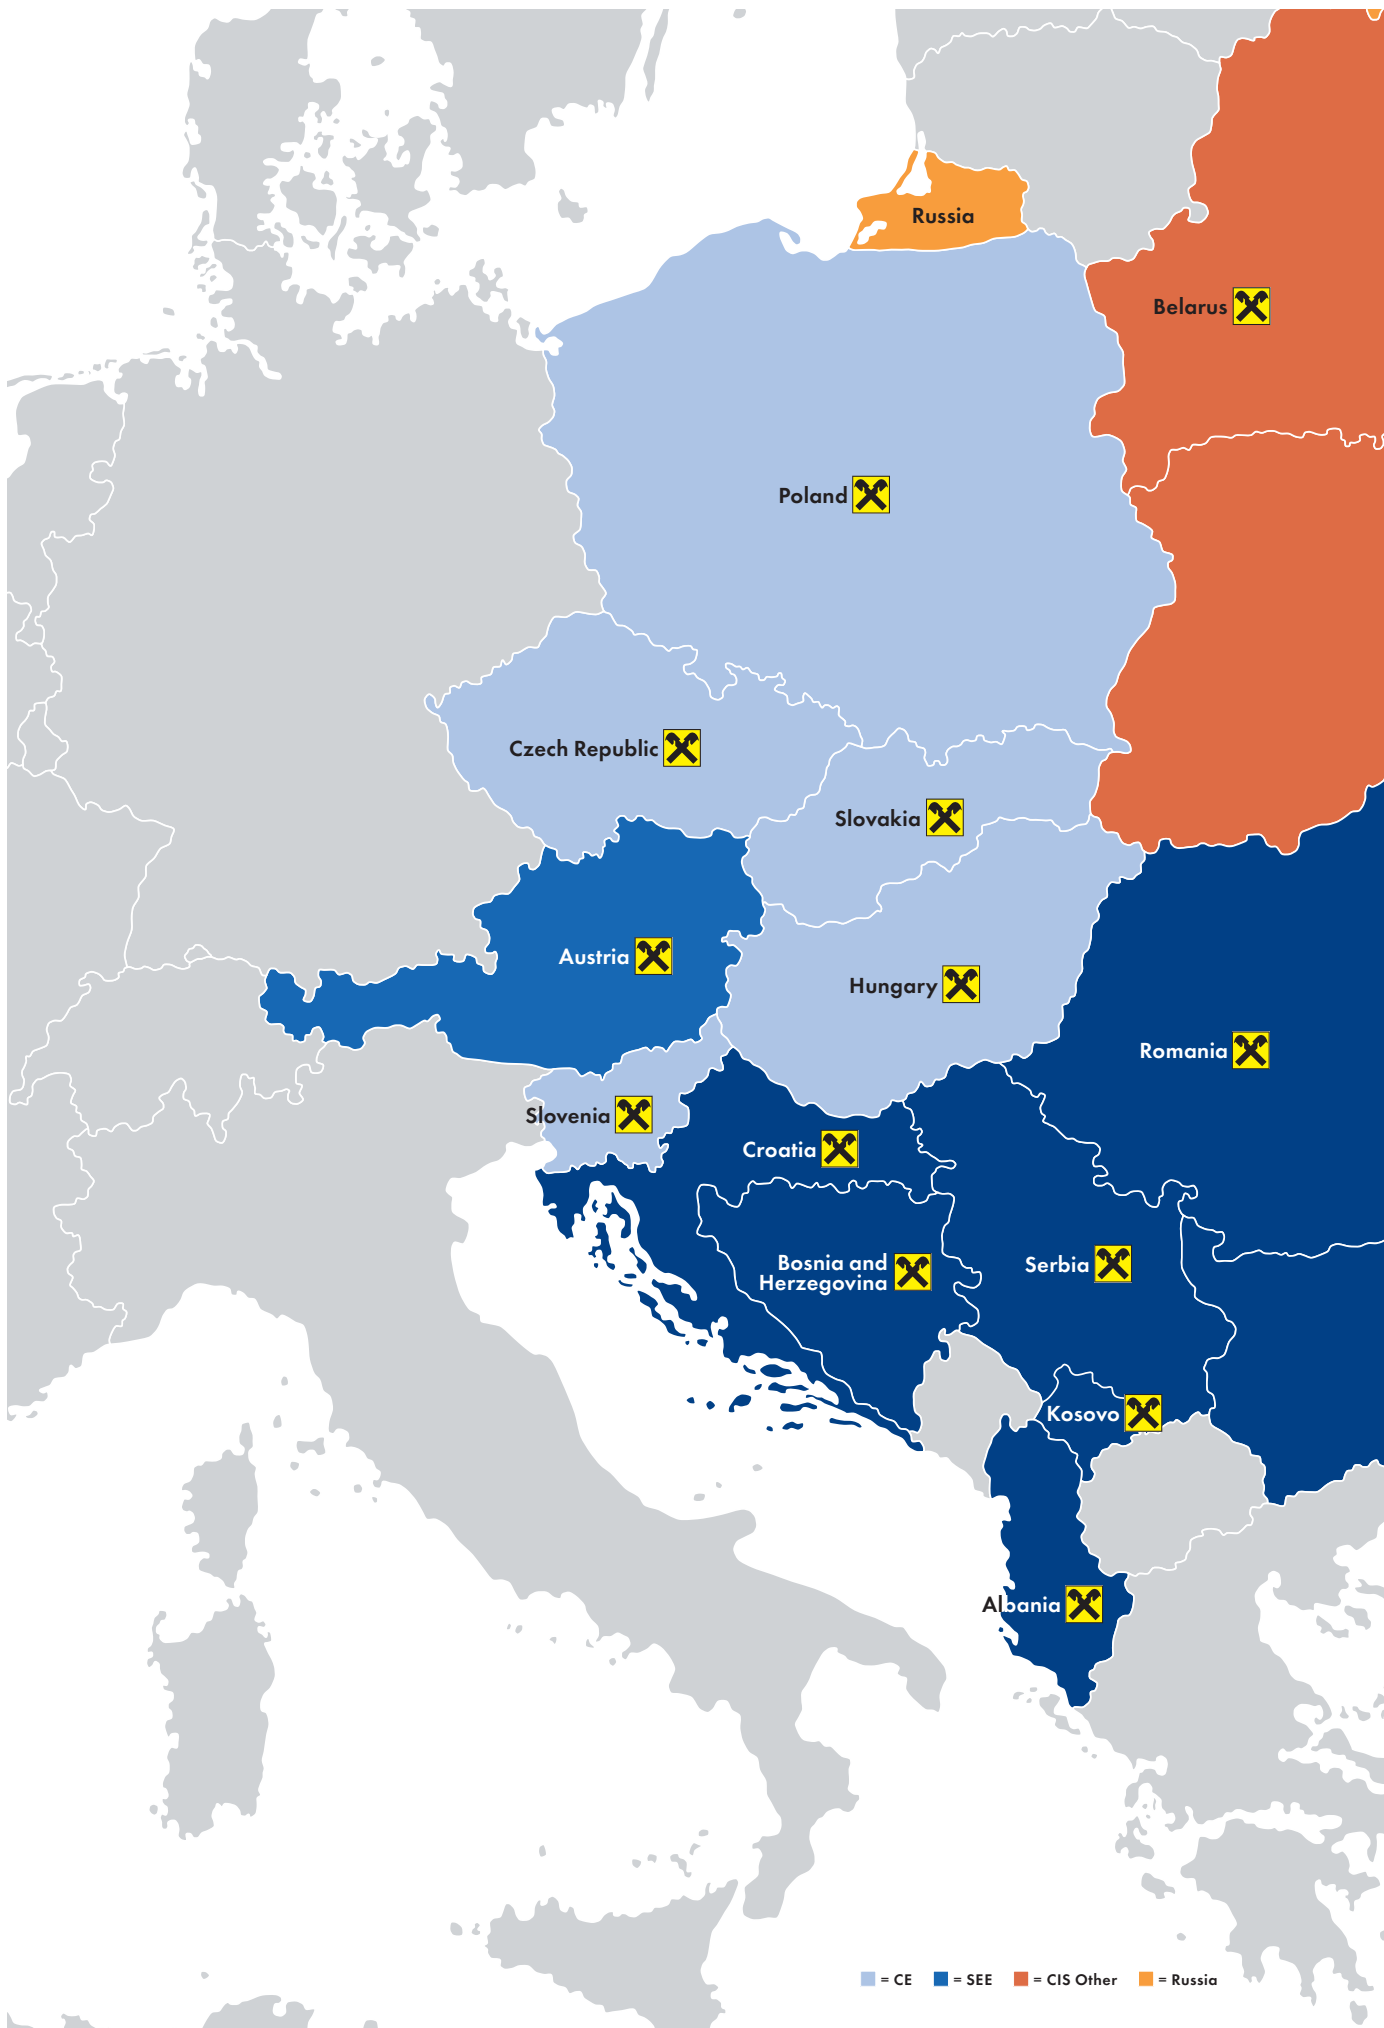 Russia
Belarus
Poland
Czech Republic
Slovakia
Austria
Hungary
Romania
Slovenia
Croatia
Bosnia and
Herzegovina
Serbia
Kosovo
Albania
= CE = SEE = CIS Other = Russia